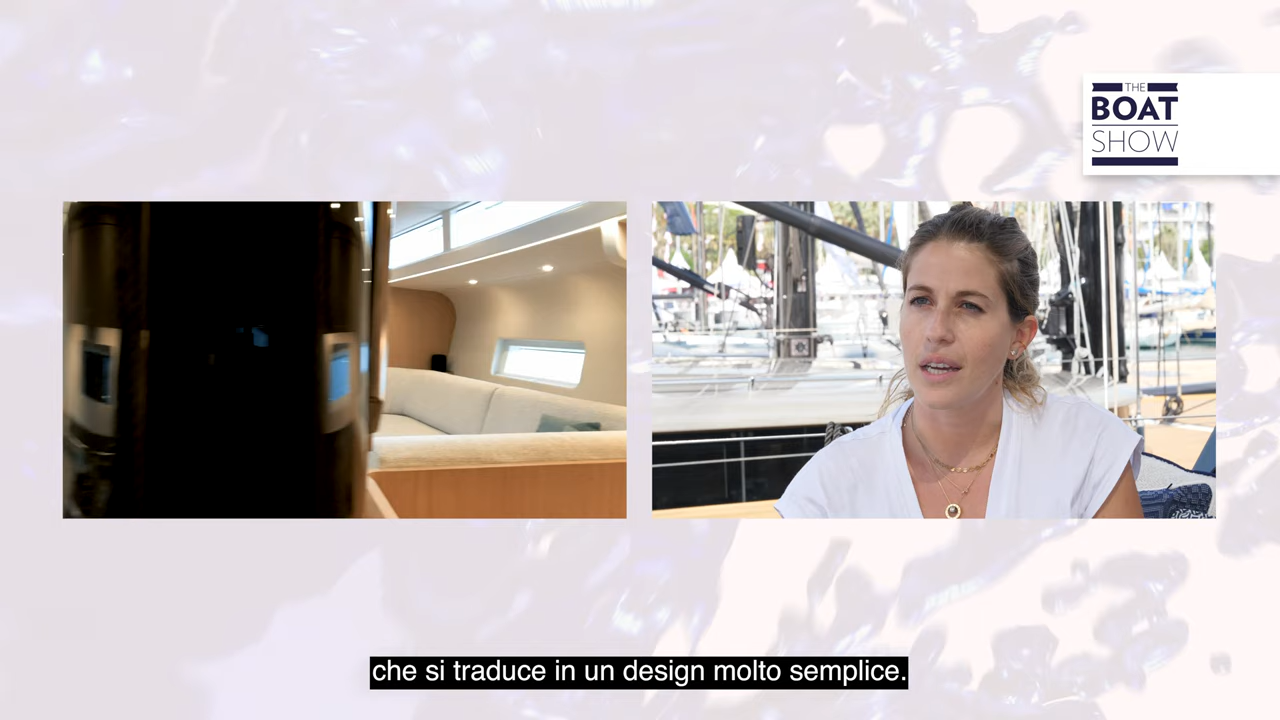 THE
BOAT
SHOW
che si traduce in un design molto semplice.